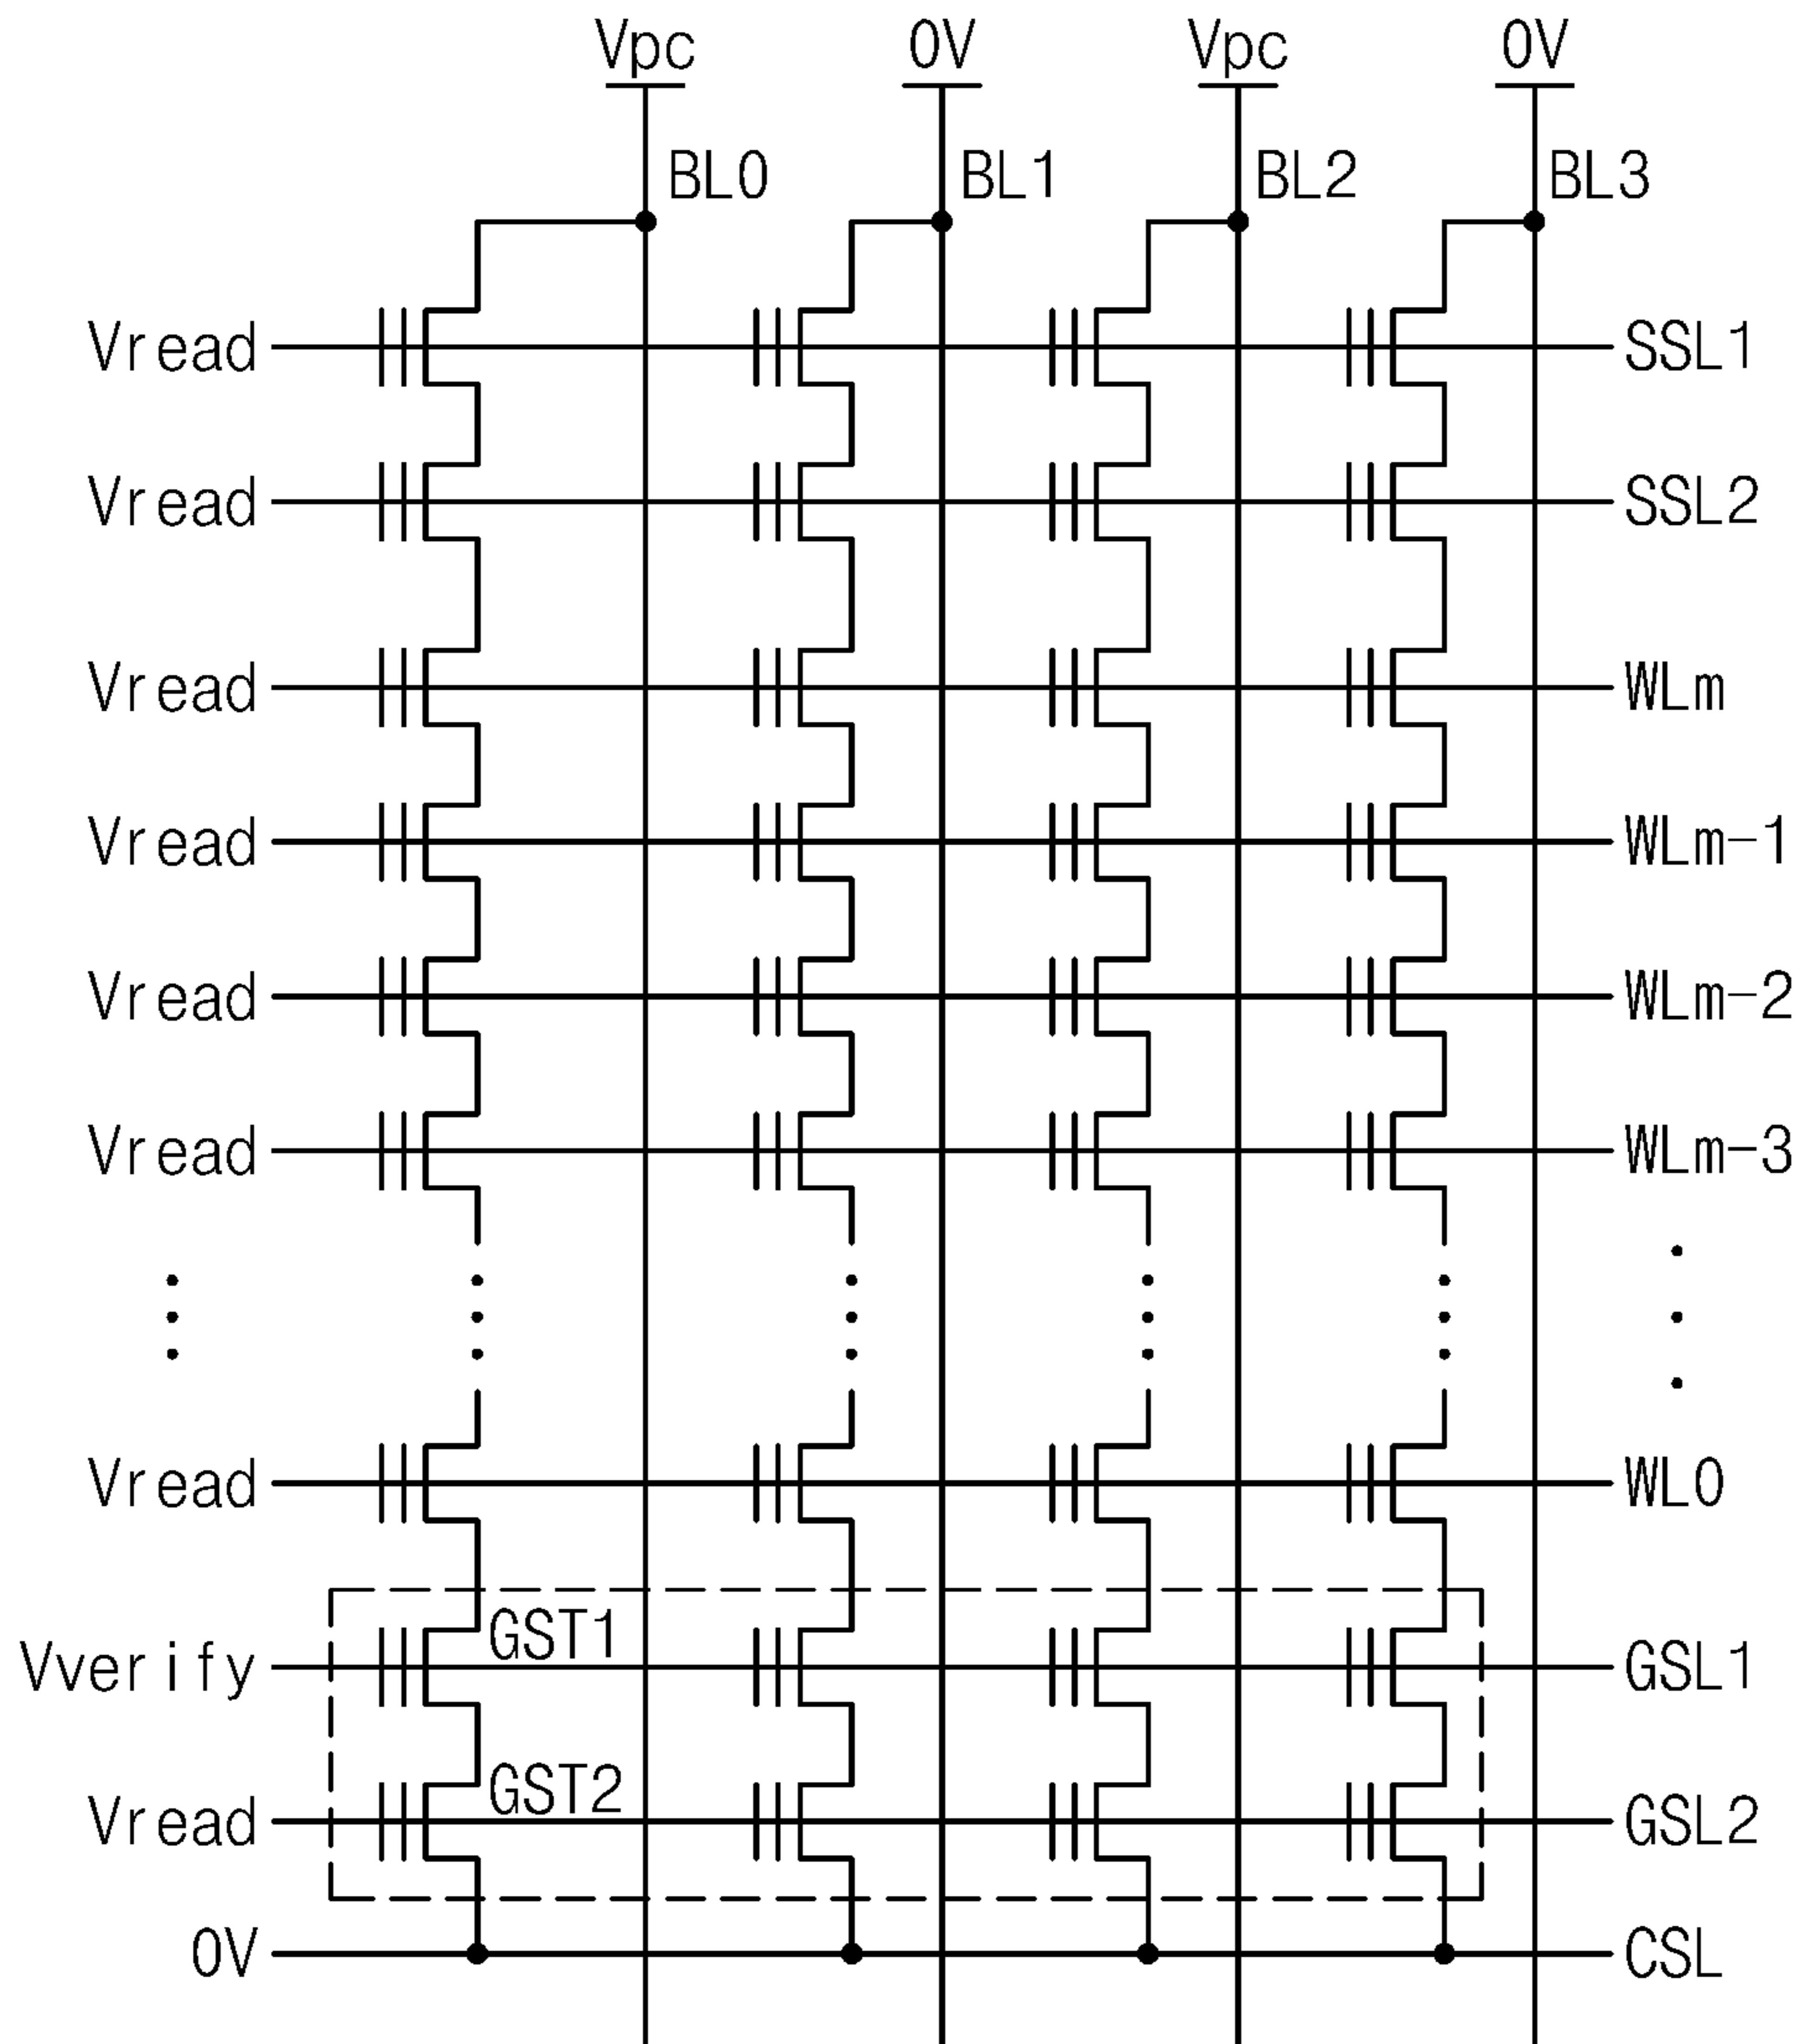 Vpc 0V Vpc 0V
BL0 BL1 BL2 BL3
Vread SSL1
Vread SSL2
Vread WLm
Vread WLm-1
Vread WLm-2
Vread WLm-3
Vread WL0
GST1
Vverify GSL1
GST2
Vread GSL2
0V CSL